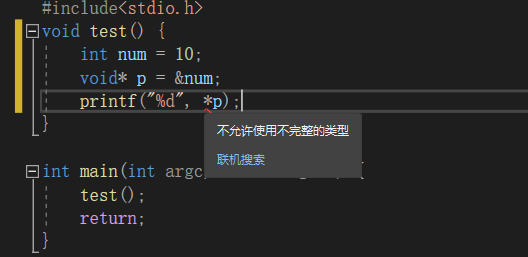 #include<stdio.h>
void test() {
int num = 10;
void* p = &num;
printf("%d", *p);
}
不允许使用不完整的类型
联机搜索
int main(int argc, {
test();
return;
}